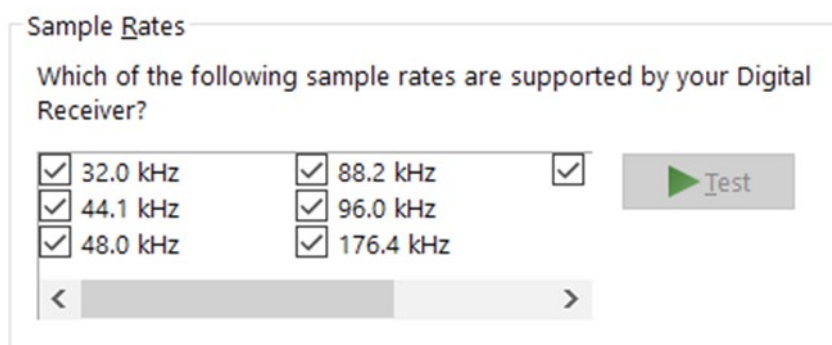 Sample Rates
Which of the following sample rates are supported by your Digital
Receiver?
32.0 kHz 88.2 kHz
44.1 kHz 96.0 kHz
48.0 kHz 176.4 kHz
Test